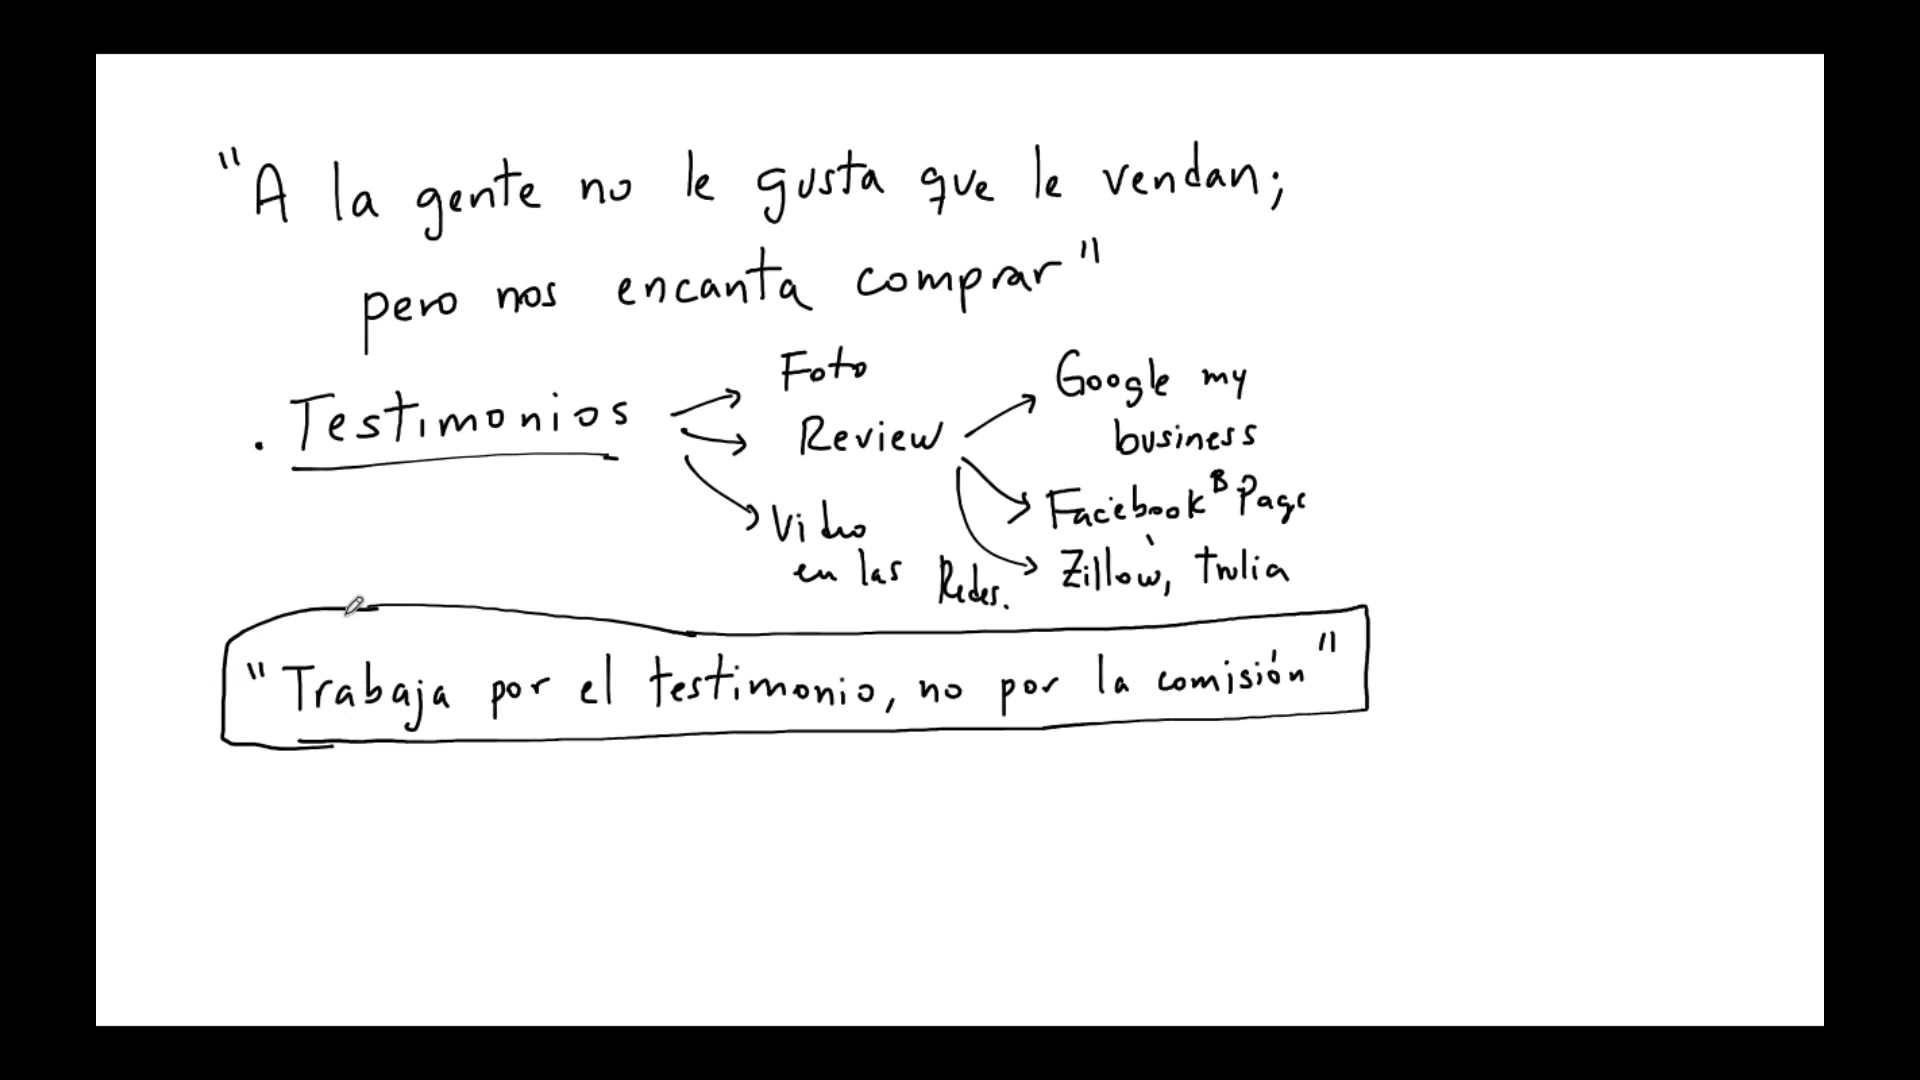 "A la gente no le gusta que le vendan;
pero nos encanta comprar"
. Testimonios
Foto
Review
Video
en las Redes.
Google my
business
Facebook B Page
Zillow, trulia
"Trabaja por el testimonio, no por la comisión"